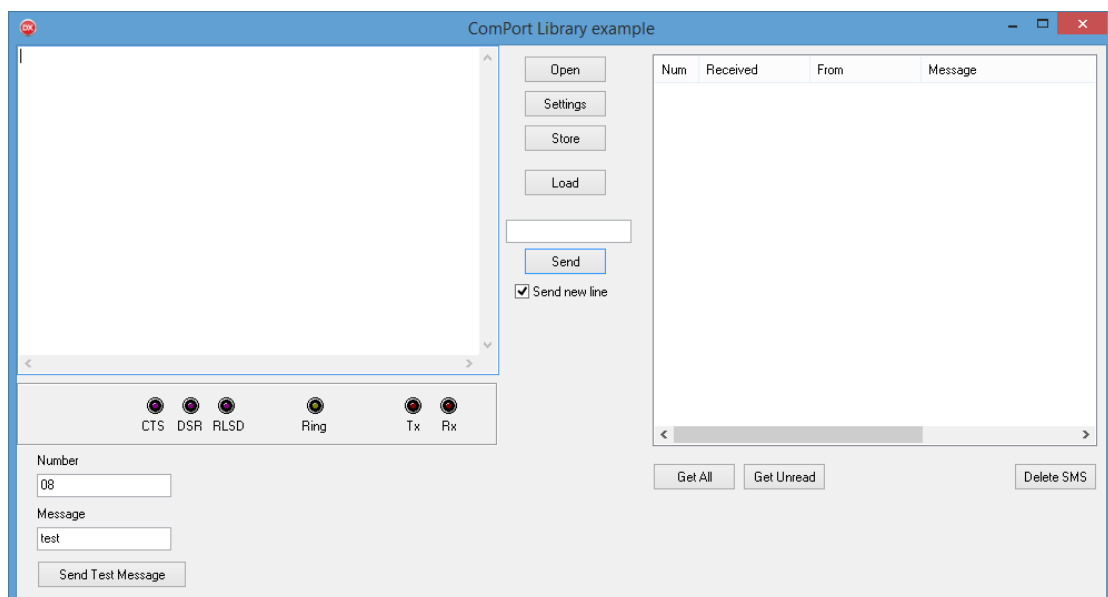 DX
ComPort Library example
Open
Settings
Store
Load
Send
Send new line
Num Received From Message
CTS DSR RLSD Ring Tx Rx
Number
08
Message
test
Send Test Message
Get All Get Unread Delete SMS